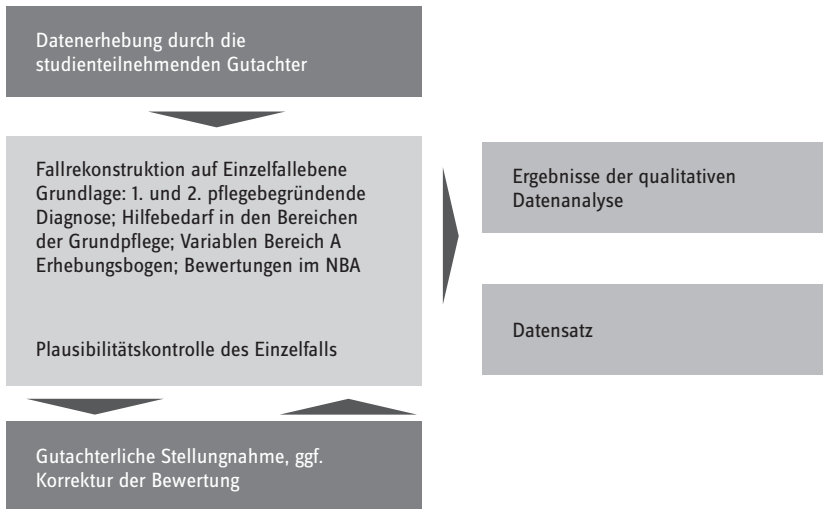 Datenerhebung durch die
studienteilnehmenden Gutachter
Fallrekonstruktion auf Einzelfallebene
Grundlage: 1. und 2. pflegebegründende
Diagnose; Hilfebedarf in den Bereichen
der Grundpflege; Variablen Bereich A
Erhebungsbogen; Bewertungen im NBA
Plausibilitätskontrolle des Einzelfalls
Gutachterliche Stellungnahme, ggf.
Korrektur der Bewertung
Ergebnisse der qualitativen
Datenanalyse
Datensatz